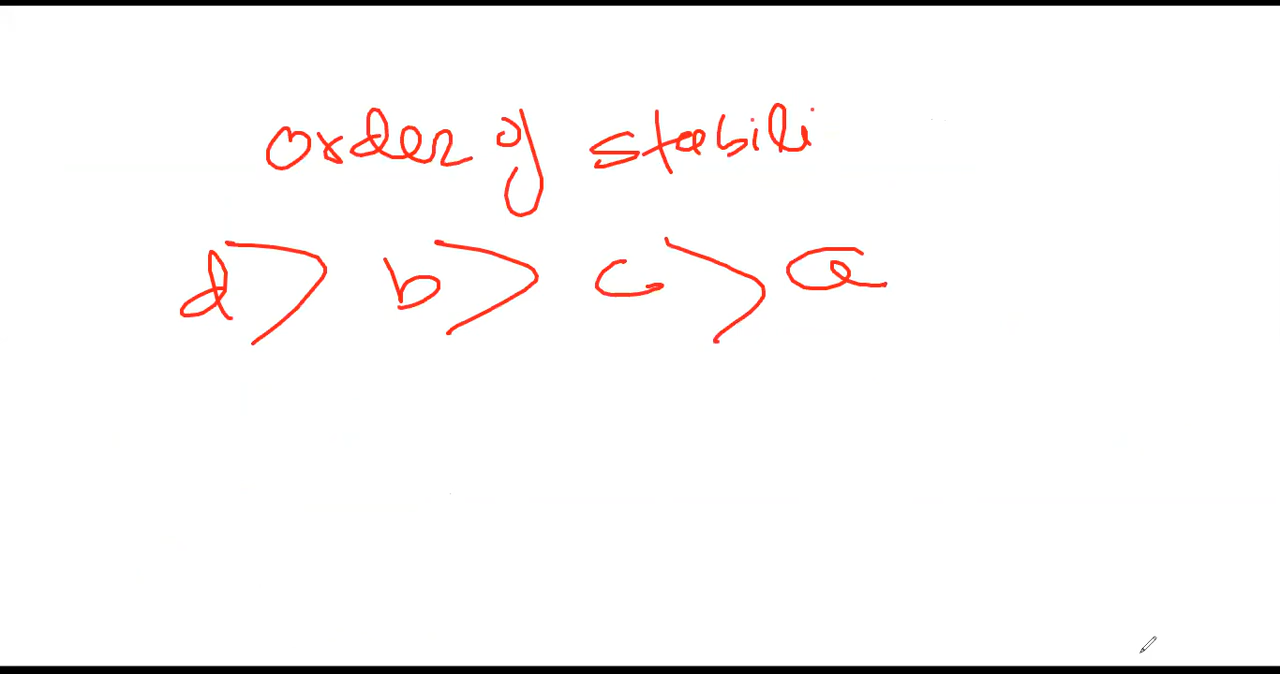 order of stabili
d > b > c > a